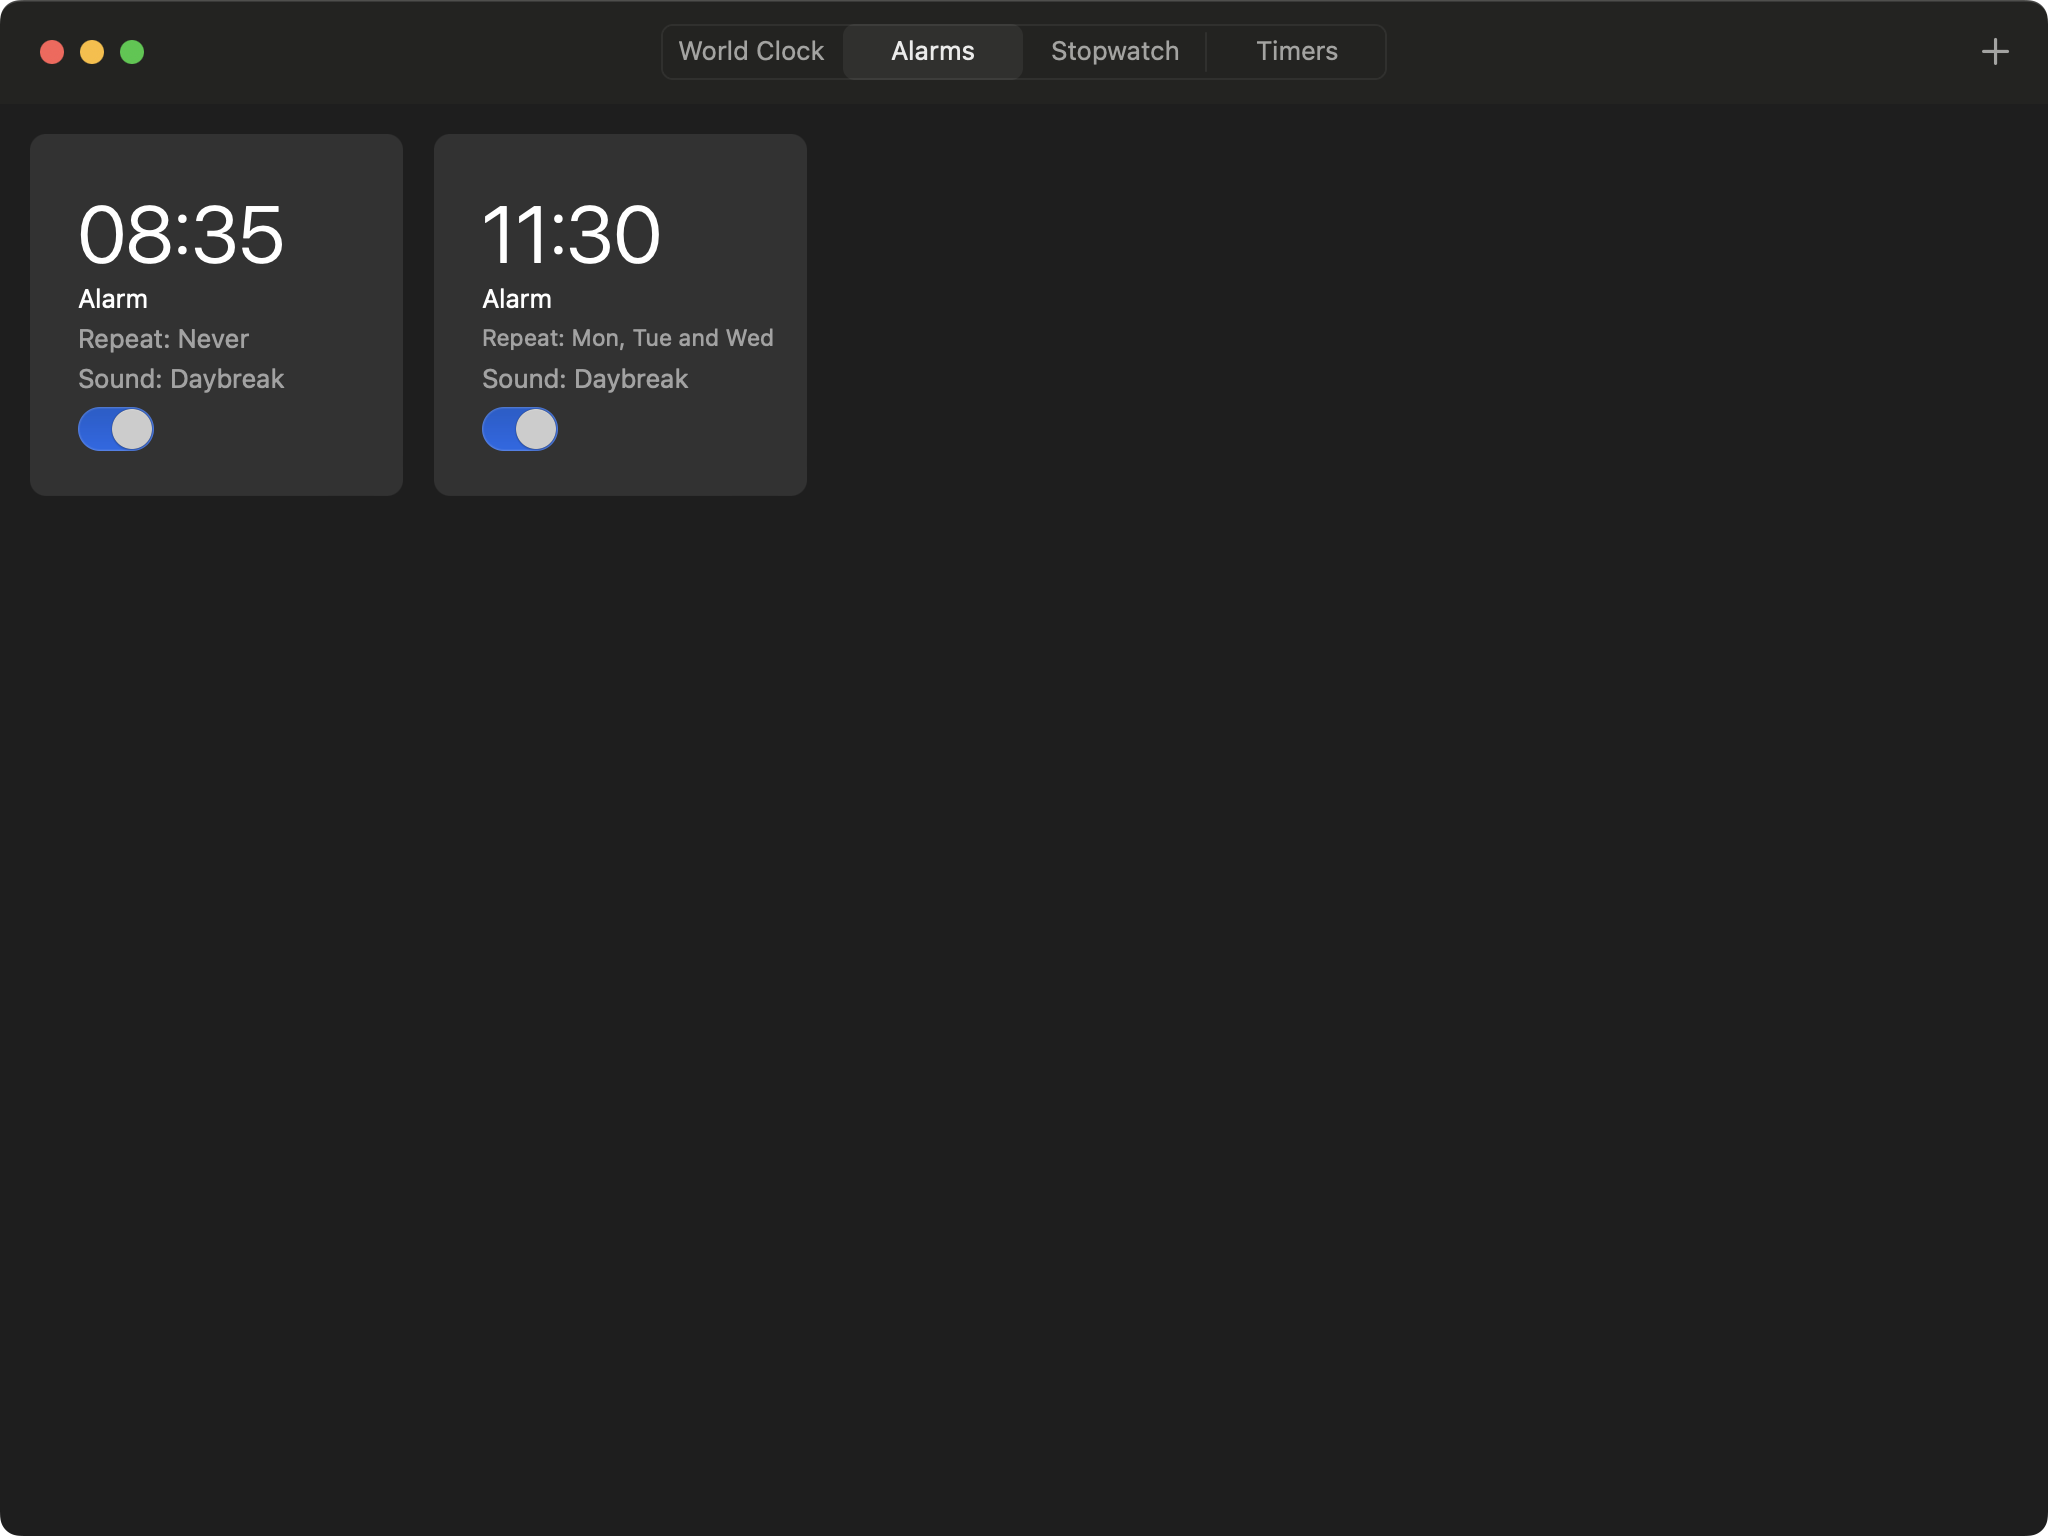 World Clock
Alarms
Stopwatch
Timers
08:35
Alarm
Repeat: Never
Sound: Daybreak
11:30
Alarm
Repeat: Mon, Tue and Wed
Sound: Daybreak